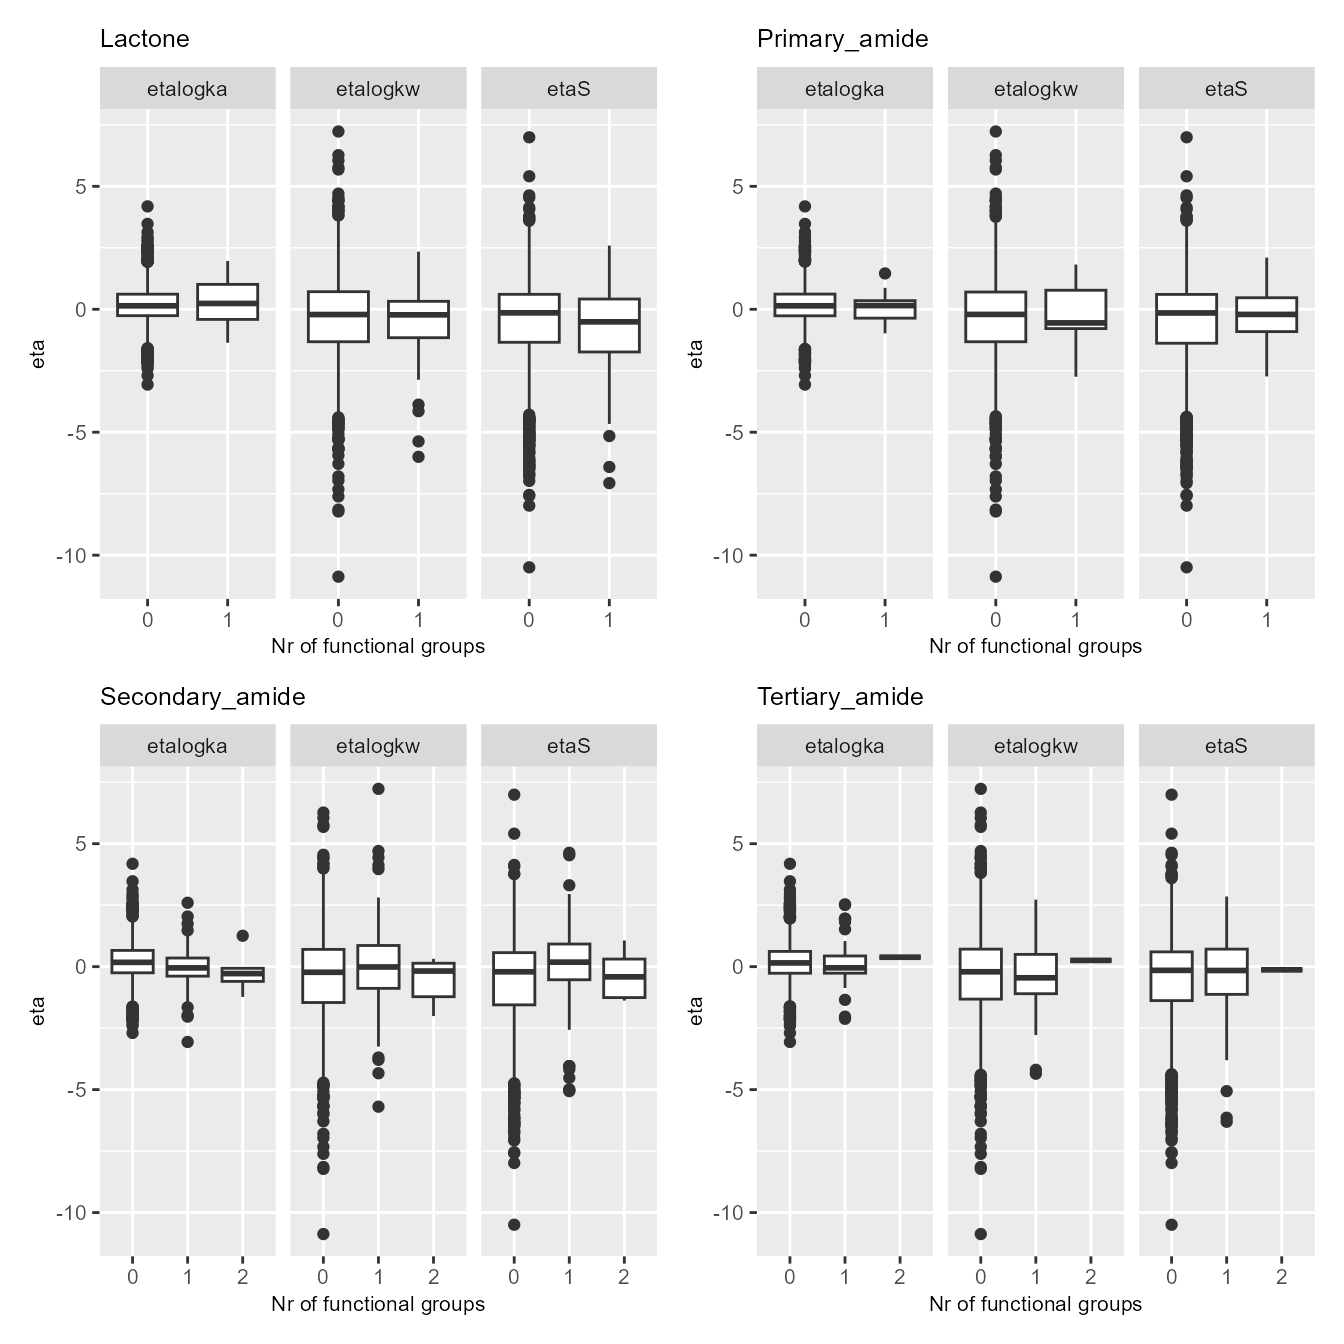 Lactone
etalogka etalogkw etaS
eta
5
0
-5
-10
0 1 0 1 0 1
Nr of functional groups
Primary_amide
etalogka etalogkw etaS
eta
5
0
-5
-10
0 1 0 1 0 1
Nr of functional groups
Secondary_amide
etalogka etalogkw etaS
eta
5
0
-5
-10
0 1 2 0 1 2 0 1 2
Nr of functional groups
Tertiary_amide
etalogka etalogkw etaS
eta
5
0
-5
-10
0 1 2 0 1 2 0 1 2
Nr of functional groups